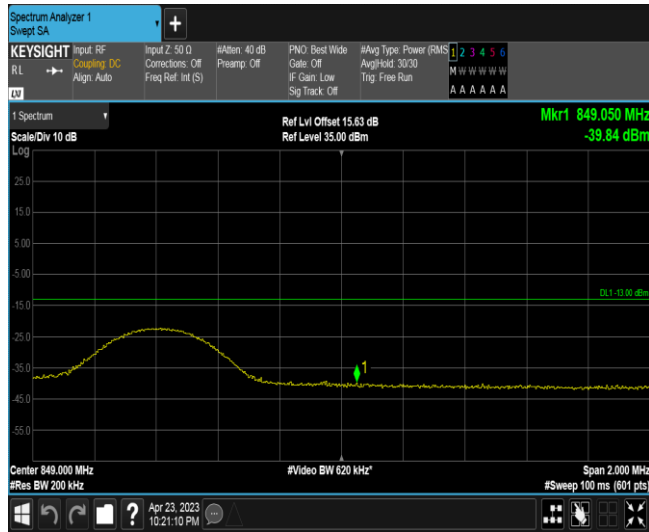 Spectrum Analyzer 1
Swept SA
KEYSIGHT
RL
LXI
Input: RF
Coupling: DC
Align: Auto
Input Z: 50 Ω
Corrections: Off
Freq Ref: Int (S)
#Atten: 40 dB
Preamp: Off
PNO: Best Wide
Gate: Off
IF Gain: Low
Sig Track: Off
#Avg Type: Power (RMS
Avg|Hold: 30/30
Trig: Free Run
1 2 3 4 5 6
M W W W W W
A A A A A A
1 Spectrum
Scale/Div 10 dB
Log
Ref Lvl Offset 15.63 dB
Ref Level 35.00 dBm
Mkr1 849.050 MHz
-39.84 dBm
25.0
15.0
5.00
-5.00
DL1 -13.00 dBm
-15.0
-25.0
1
-35.0
-45.0
-55.0
Center 849.000 MHz
#Res BW 200 kHz
#Video BW 620 kHz*
Span 2.000 MHz
#Sweep 100 ms (601 pts)
?
Apr 23, 2023
10:21:10 PM